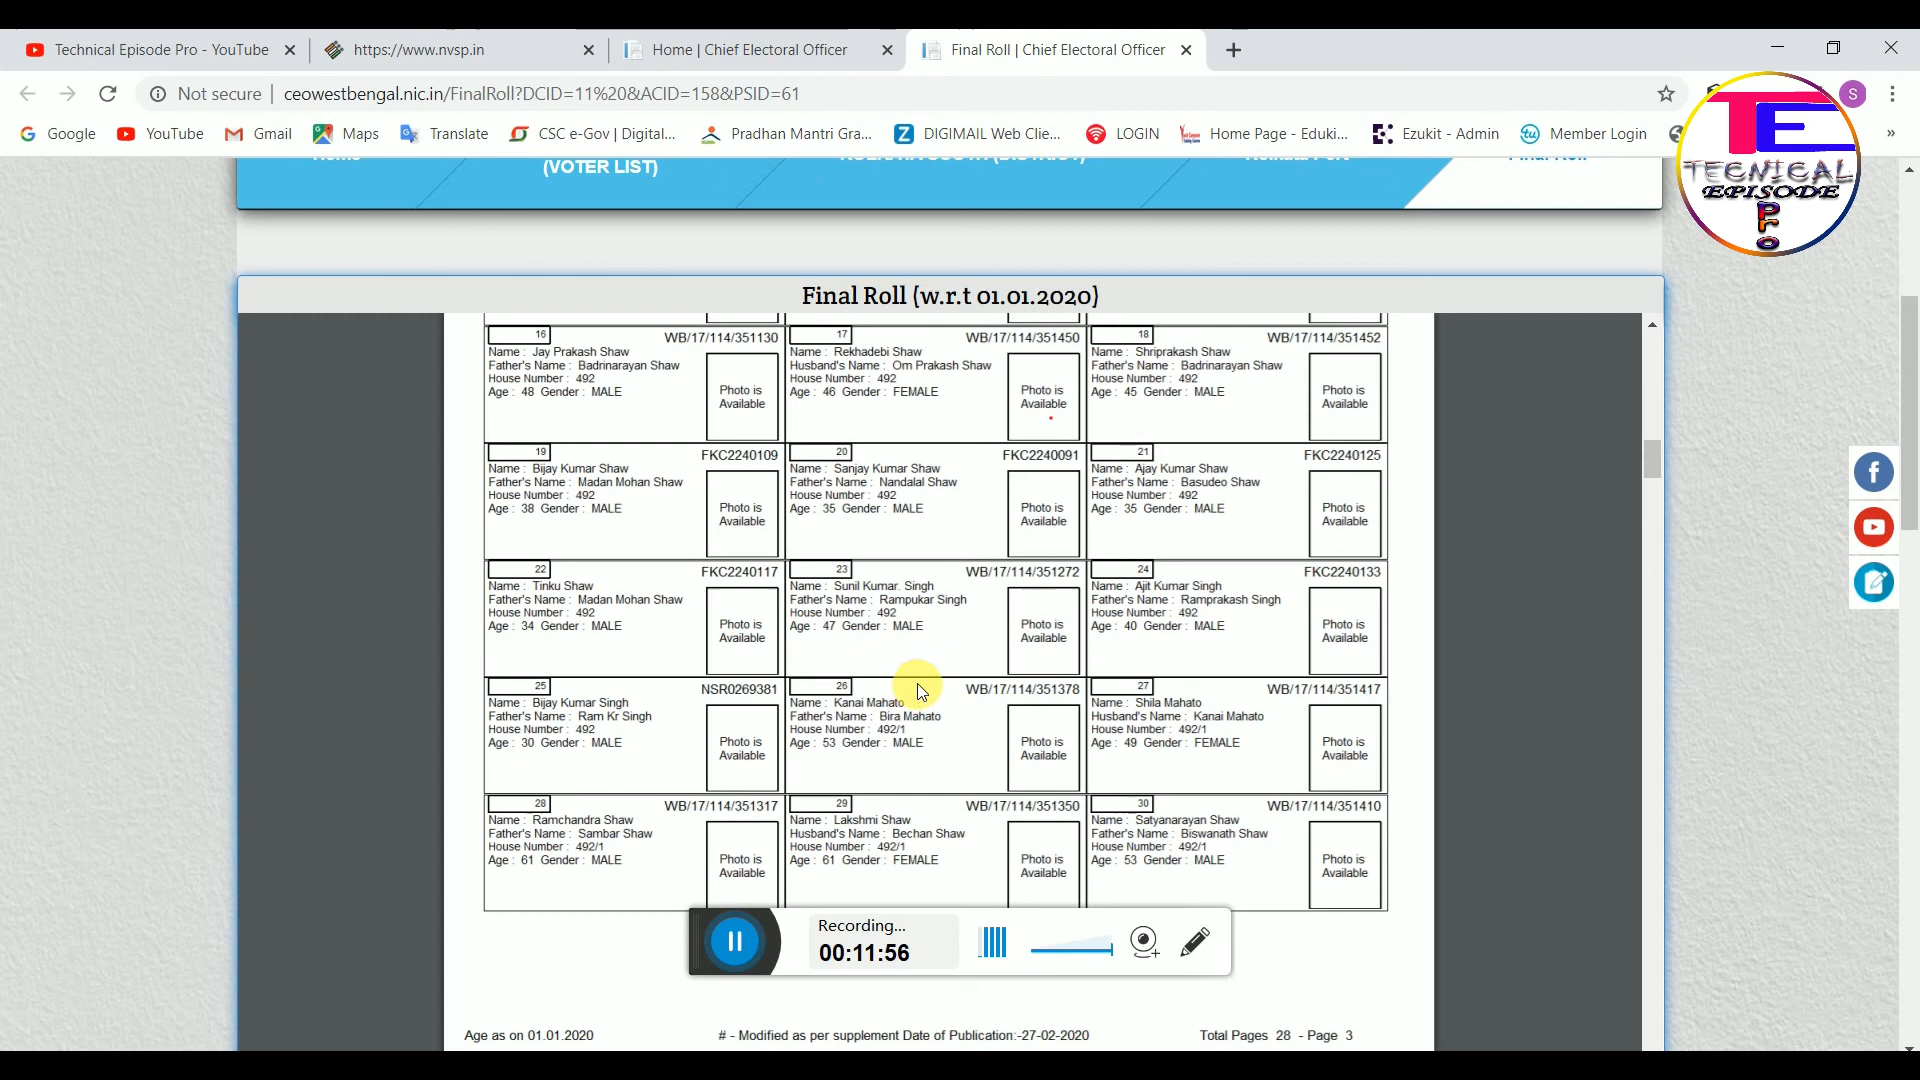 Technical Episode Pro - YouTube
https://www.nvsp.in
Home | Chief Electoral Officer
Final Roll | Chief Electoral Officer
Not secure
ceowestbengal.nic.in/FinalRoll?DCID=11%20&ACID=158&PSID=61
S
Google YouTube Gmail Maps Translate CSC e-Gov | Digital... Pradhan Mantri Gra... DIGIMAIL Web Clie... LOGIN Home Page - Eduki... Ezukit - Admin Member Login »
TE
TECNICAL
EPISODE
Pro
(VOTER LIST)
Final Roll (w.r.t 01.01.2020)
16 WB/17/114/351130
Name : Jay Prakash Shaw
Father's Name : Badrinarayan Shaw
House Number : 492
Age : 48 Gender : MALE
Photo is
Available
17 WB/17/114/351450
Name : Rekhadebi Shaw
Husband's Name : Om Prakash Shaw
House Number : 492
Age : 46 Gender : FEMALE
Photo is
Available
18 WB/17/114/351452
Name : Shriprakash Shaw
Father's Name : Badrinarayan Shaw
House Number : 492
Age : 45 Gender : MALE
Photo is
Available
19 FKC2240109
Name : Bijay Kumar Shaw
Father's Name : Madan Mohan Shaw
House Number : 492
Age : 38 Gender : MALE
Photo is
Available
20 FKC2240091
Name : Sanjay Kumar Shaw
Father's Name : Nandalal Shaw
House Number : 492
Age : 35 Gender : MALE
Photo is
Available
21 FKC2240125
Name : Ajay Kumar Shaw
Father's Name : Basudeo Shaw
House Number : 492
Age : 35 Gender : MALE
Photo is
Available
22 FKC2240117
Name : Tinku Shaw
Father's Name : Madan Mohan Shaw
House Number : 492
Age : 34 Gender : MALE
Photo is
Available
23 WB/17/114/351272
Name : Sunil Kumar. Singh
Father's Name : Rampukar Singh
House Number : 492
Age : 47 Gender : MALE
Photo is
Available
24 FKC2240133
Name : Ajit Kumar Singh
Father's Name : Ramprakash Singh
House Number : 492
Age : 40 Gender : MALE
Photo is
Available
25 NSR0269381
Name : Bijay Kumar Singh
Father's Name : Ram Kr Singh
House Number : 492
Age : 30 Gender : MALE
Photo is
Available
26 WB/17/114/351378
Name : Kanai Mahato
Father's Name : Bira Mahato
House Number : 492/1
Age : 53 Gender : MALE
Photo is
Available
27 WB/17/114/351417
Name : Shila Mahato
Husband's Name : Kanai Mahato
House Number : 492/1
Age : 49 Gender : FEMALE
Photo is
Available
28 WB/17/114/351317
Name : Ramchandra Shaw
Father's Name : Sambar Shaw
House Number : 492/1
Age : 61 Gender : MALE
Photo is
Available
29 WB/17/114/351350
Name : Lakshmi Shaw
Husband's Name : Bechan Shaw
House Number : 492/1
Age : 61 Gender : FEMALE
Photo is
Available
30 WB/17/114/351410
Name : Satyanarayan Shaw
Father's Name : Biswanath Shaw
House Number : 492/1
Age : 53 Gender : MALE
Photo is
Available
Recording...
00:11:56
Age as on 01.01.2020
# - Modified as per supplement Date of Publication:-27-02-2020
Total Pages 28 - Page 3